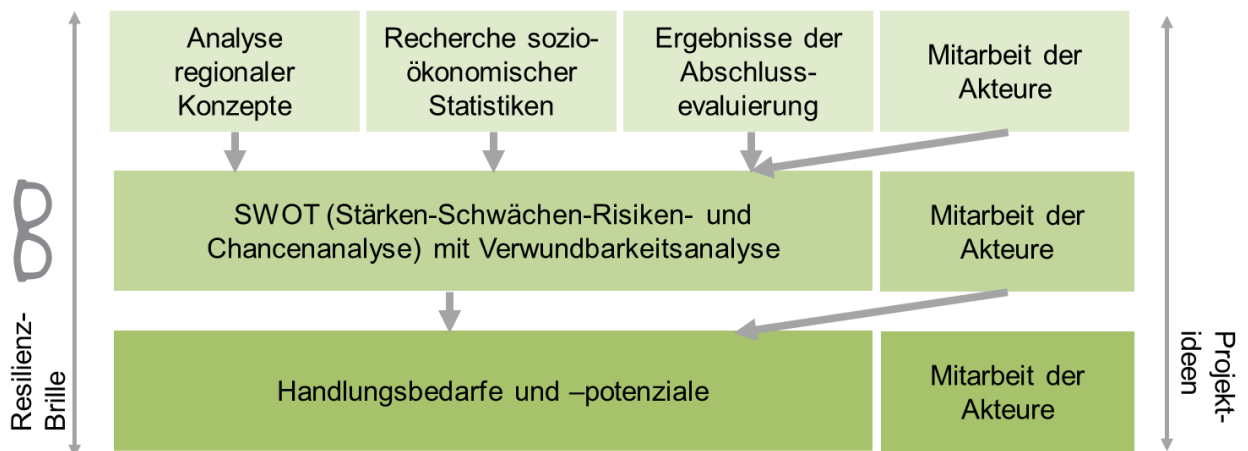 Analyse
regionaler
Konzepte
Recherche sozio-
ökonomischer
Statistiken
Ergebnisse der
Abschluss-
evaluierung
Mitarbeit der
Akteure
SWOT (Stärken-Schwächen-Risiken- und
Chancenanalyse) mit Verwundbarkeitsanalyse
Mitarbeit der
Akteure
Handlungsbedarfe und –potenziale
Mitarbeit der
Akteure
Resilienz-
Brille
Projekt-
ideen